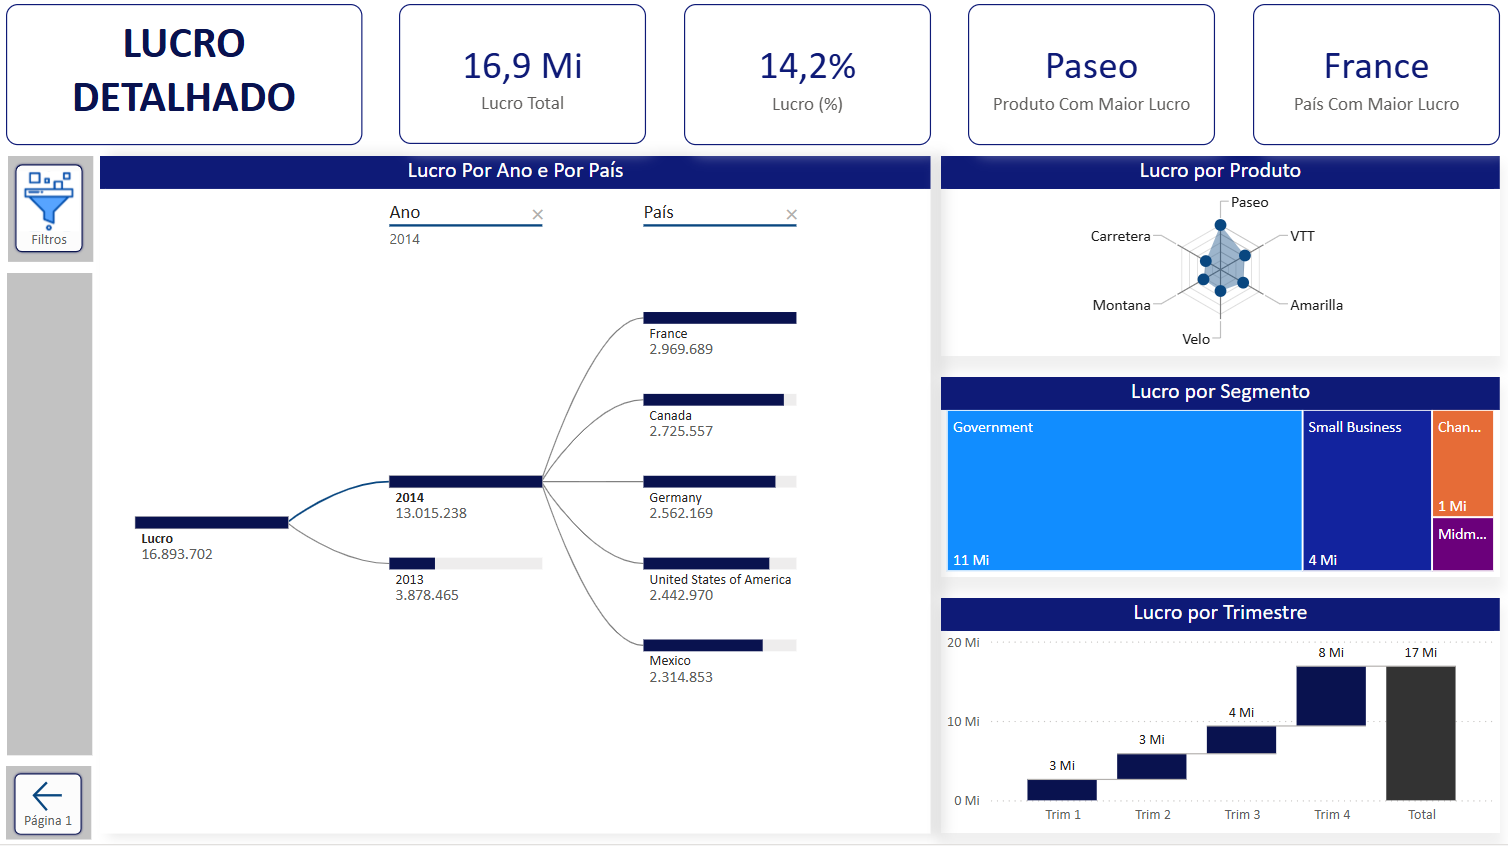 LUCRO
DETALHADO
16,9 Mi
Lucro Total
14,2%
Lucro (%)
Paseo
Produto Com Maior Lucro
France
País Com Maior Lucro
Filtros
Página 1
Lucro Por Ano e Por País
Ano
2014
País
Lucro
16.893.702
2014
13.015.238
2013
3.878.465
France
2.969.689
Canada
2.725.557
Germany
2.562.169
United States of America
2.442.970
Mexico
2.314.853
Lucro por Produto
Paseo
Carretera
VTT
Montana
Amarilla
Velo
Lucro por Segmento
Government
11 Mi
Small Business
4 Mi
Chan...
1 Mi
Midm...
Lucro por Trimestre
20 Mi
10 Mi
0 Mi
3 Mi
3 Mi
4 Mi
8 Mi
17 Mi
Trim 1
Trim 2
Trim 3
Trim 4
Total